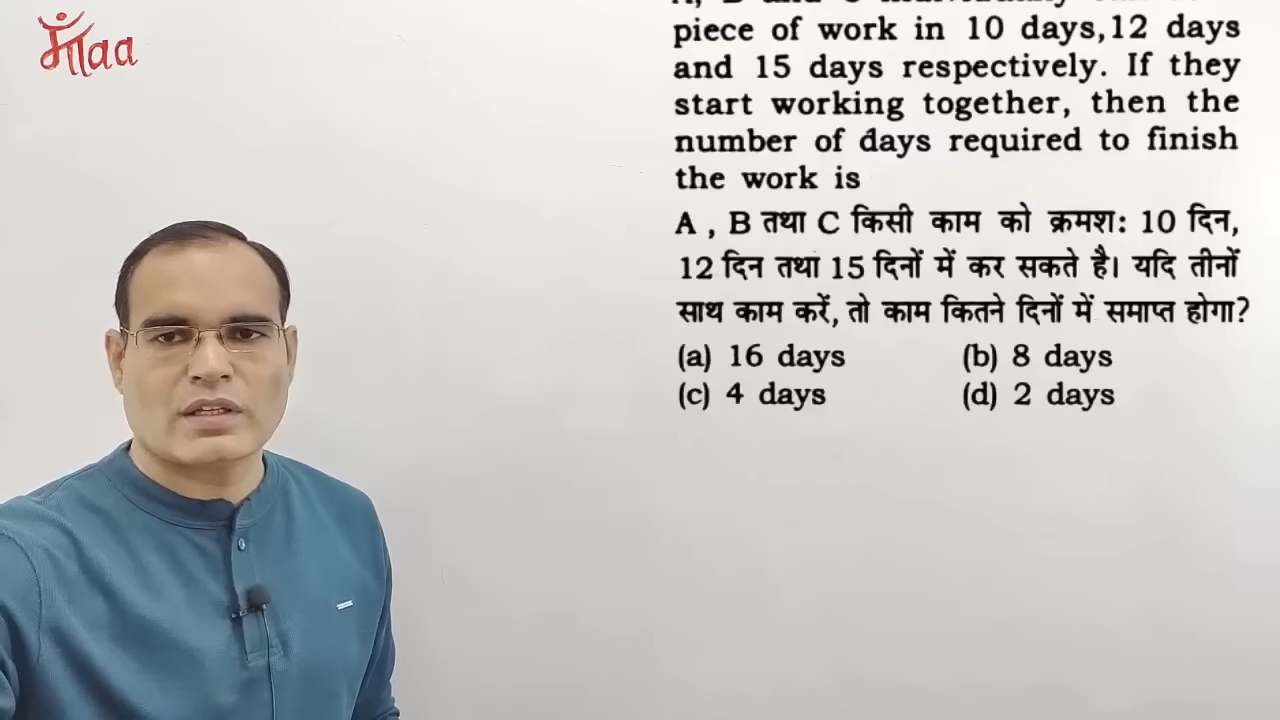 माँaa
piece of work in 10 days,12 days
and 15 days respectively. If they
start working together, then the
number of days required to finish
the work is
A , B तथा C किसी काम को क्रमश: 10 दिन,
12 दिन तथा 15 दिनों में कर सकते है। यदि तीनों
साथ काम करें, तो काम कितने दिनों में समाप्त होगा?
(a) 16 days (b) 8 days
(c) 4 days (d) 2 days